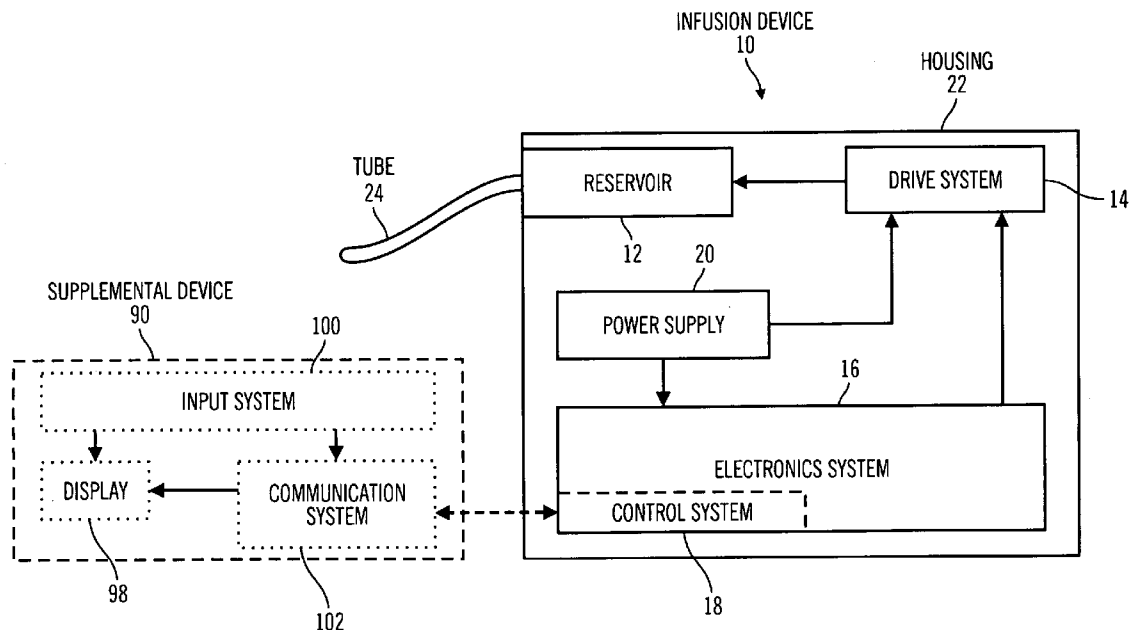 INFUSION DEVICE
10
HOUSING
22
TUBE
24
RESERVOIR
12
DRIVE SYSTEM
14
20
POWER SUPPLY
SUPPLEMENTAL DEVICE
90
100
INPUT SYSTEM
16
ELECTRONICS SYSTEM
DISPLAY
COMMUNICATION
SYSTEM
CONTROL SYSTEM
98
102
18